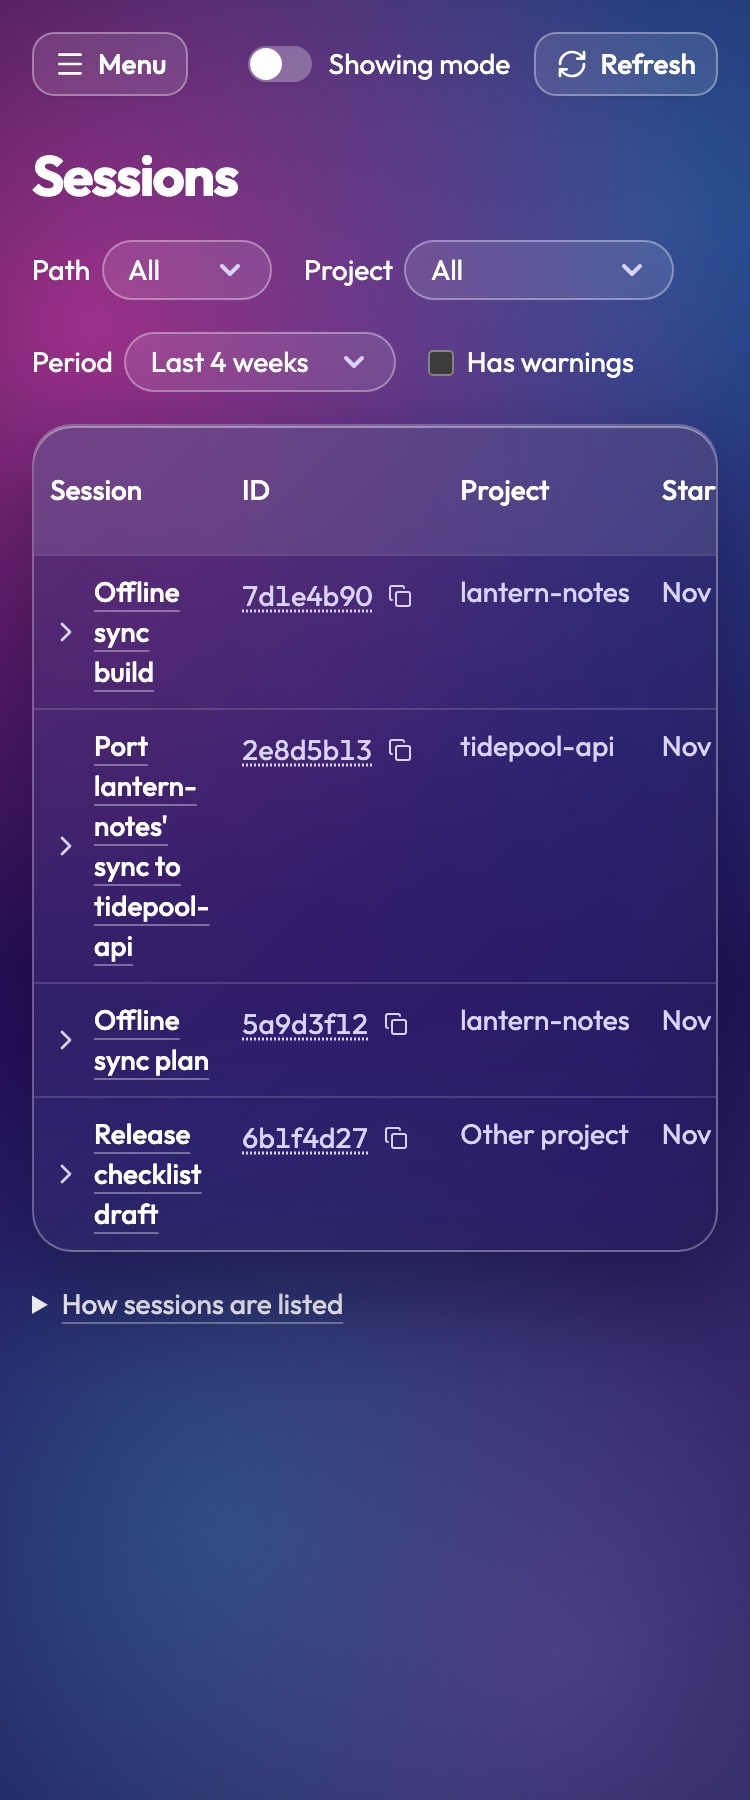 Menu Showing mode Refresh
Sessions
Path All Project All
Period Last 4 weeks Has warnings
Session ID Project Star
Offline 7d1e4b90 lantern-notes Nov
sync
build
Port 2e8d5b13 tidepool-api Nov
lantern-
notes'
sync to
tidepool-
api
Offline 5a9d3f12 lantern-notes Nov
sync plan
Release 6b1f4d27 Other project Nov
checklist
draft
How sessions are listed